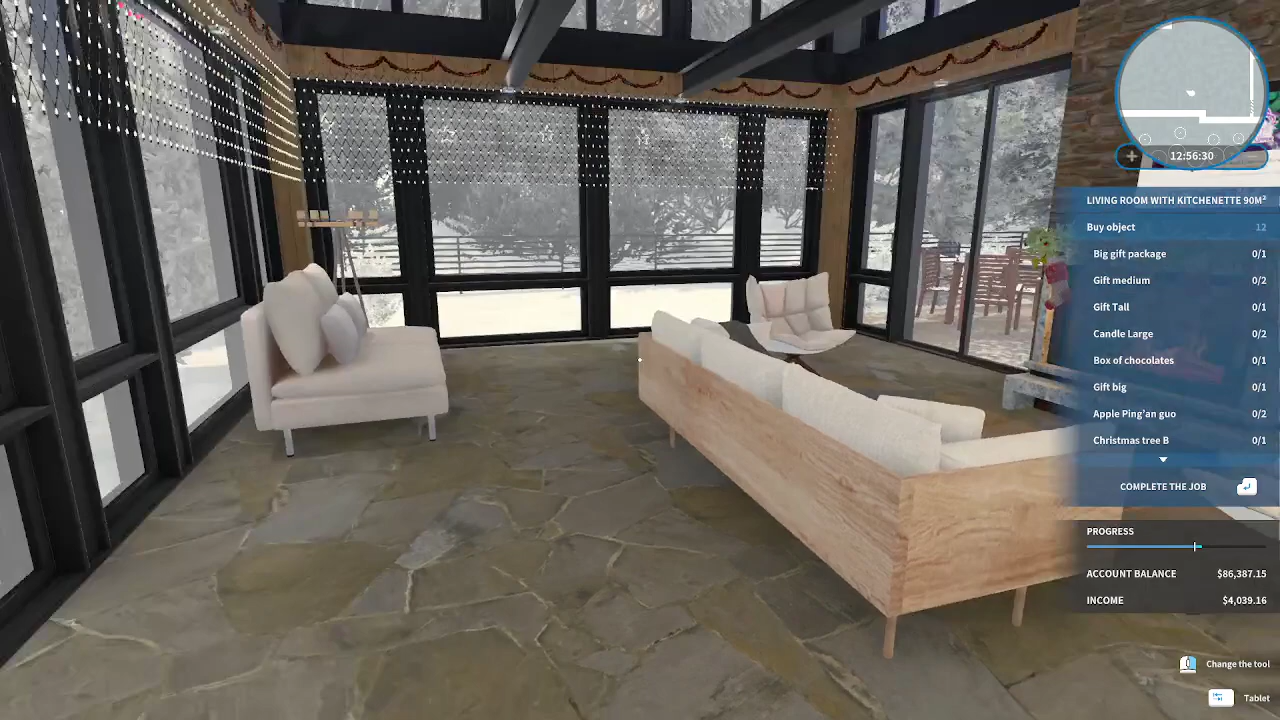 12:56:30
LIVING ROOM WITH KITCHENETTE 90M²
Buy object 12
Big gift package 0/1
Gift medium 0/2
Gift Tall 0/1
Candle Large 0/2
Box of chocolates 0/1
Gift big 0/1
Apple Ping'an guo 0/2
Christmas tree B 0/1
COMPLETE THE JOB
PROGRESS
ACCOUNT BALANCE $86,387.15
INCOME $4,039.16
Change the tool
Tablet